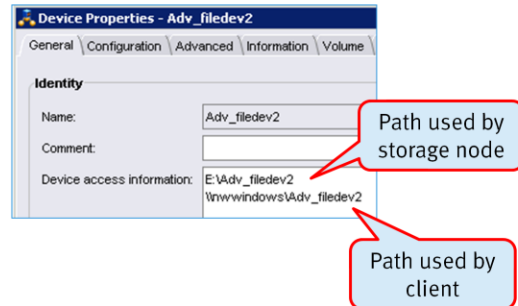 Device Properties - Adv_filedev2
General Configuration Advanced Information Volume
Identity
Name: Adv_filedev2
Comment:
Device access information: E:\Adv_filedev2
\\nwwindows\Adv_filedev2
Path used by
storage node
Path used by
client